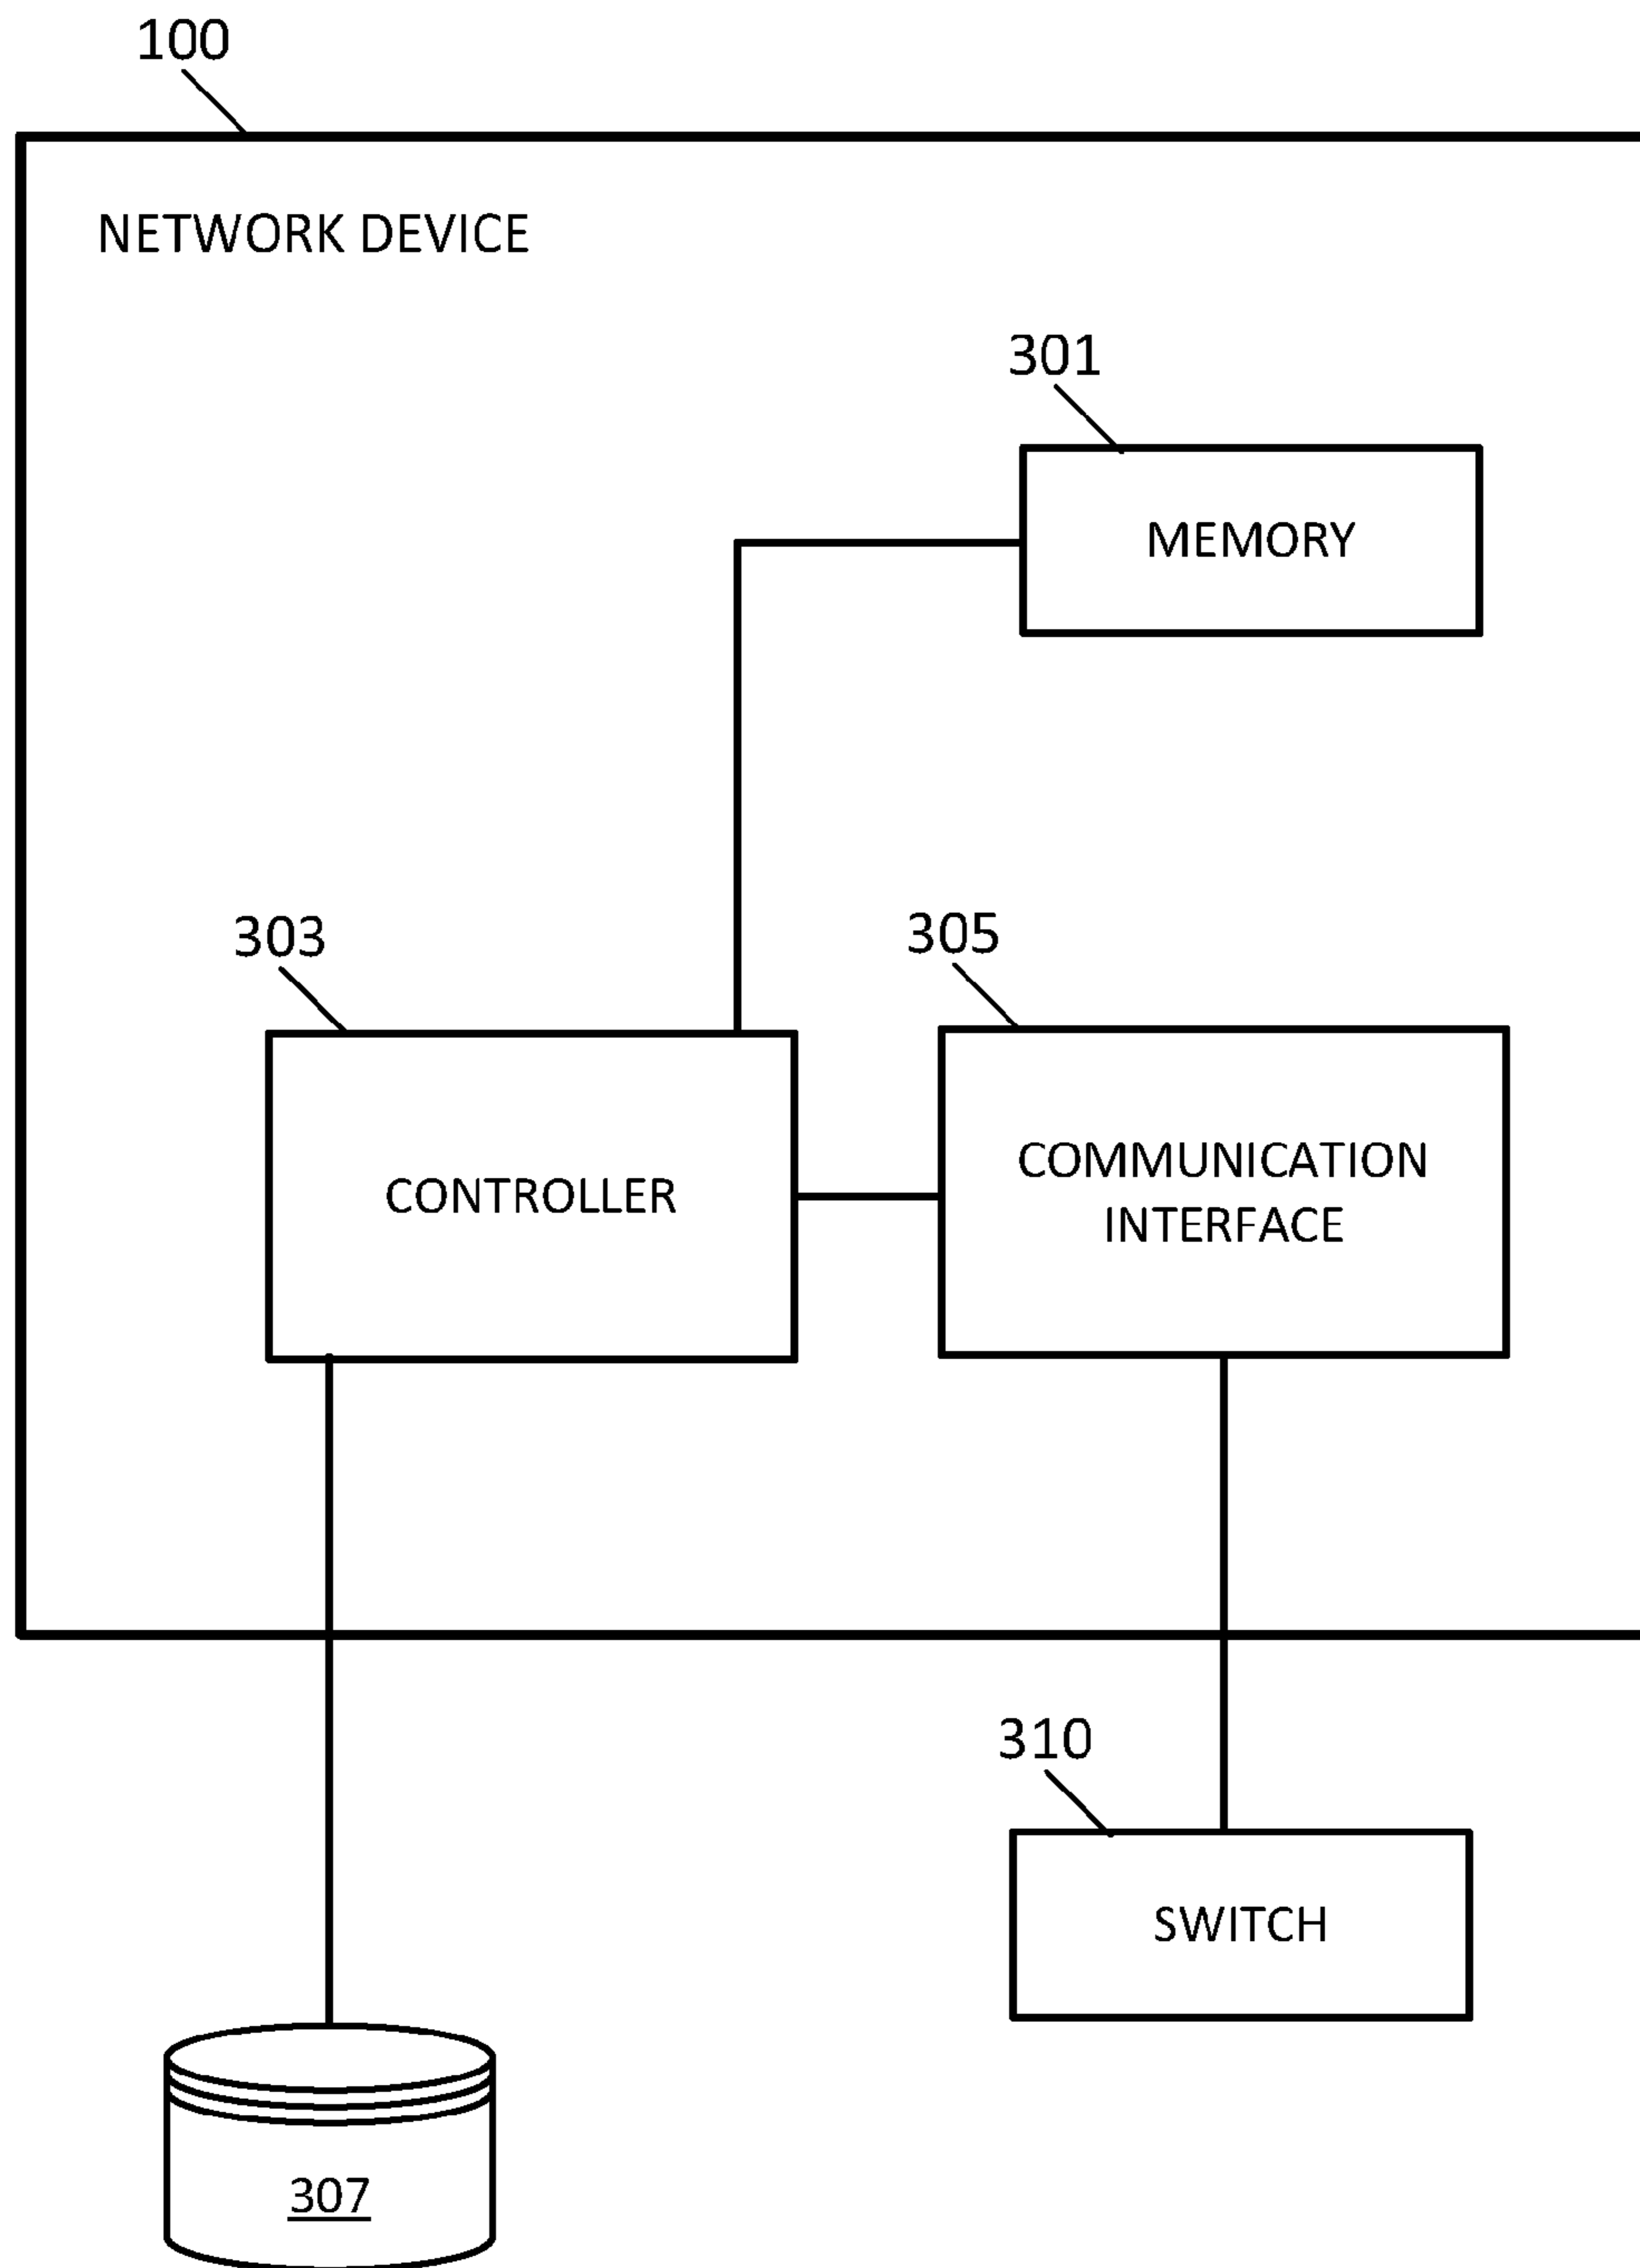 100
NETWORK DEVICE
301
MEMORY
303
305
CONTROLLER
COMMUNICATION
INTERFACE
310
SWITCH
307